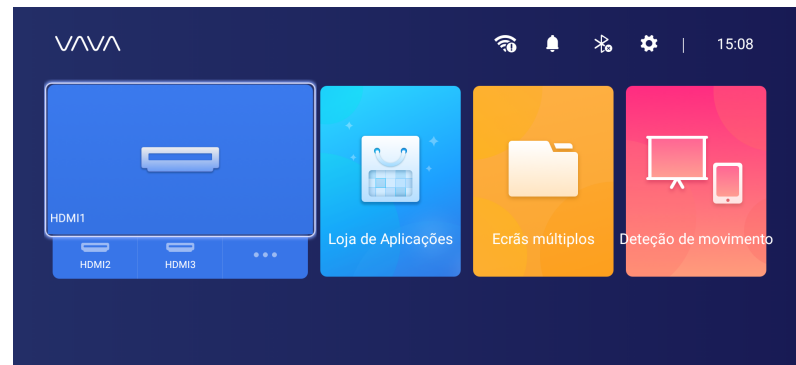 VAVA
15:08
HDMI1
HDMI2
HDMI3
Loja de Aplicações
Ecrãs múltiplos
Deteção de movimento